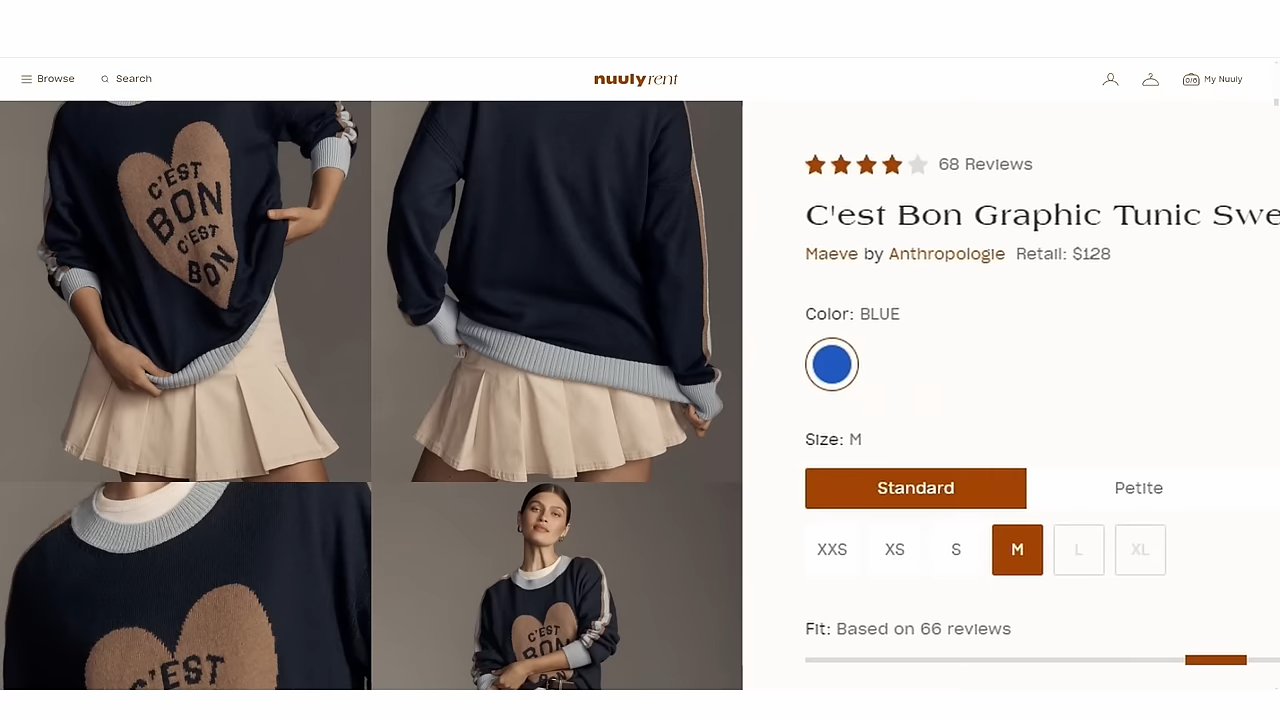 Browse
Search
nuuly rent
My Nuuly
C'EST
BON
C'EST
BON
68 Reviews
C'est Bon Graphic Tunic Swe
Maeve by Anthropologie Retail: $128
Color: BLUE
Size: M
Standard
Petite
XXS XS S M L XL
Fit: Based on 66 reviews
C'EST
C'EST
BON